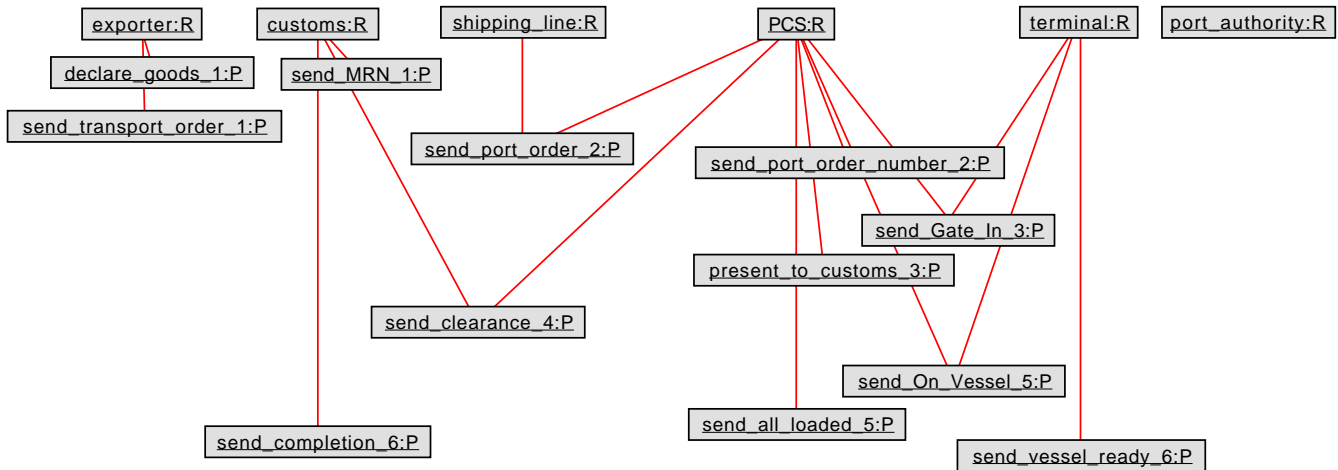 exporter:R
customs:R
shipping_line:R
PCS:R
terminal:R
port_authority:R
declare_goods_1:P
send_MRN_1:P
send_transport_order_1:P
send_port_order_2:P
send_port_order_number_2:P
send_Gate_In_3:P
present_to_customs_3:P
send_clearance_4:P
send_On_Vessel_5:P
send_all_loaded_5:P
send_completion_6:P
send_vessel_ready_6:P